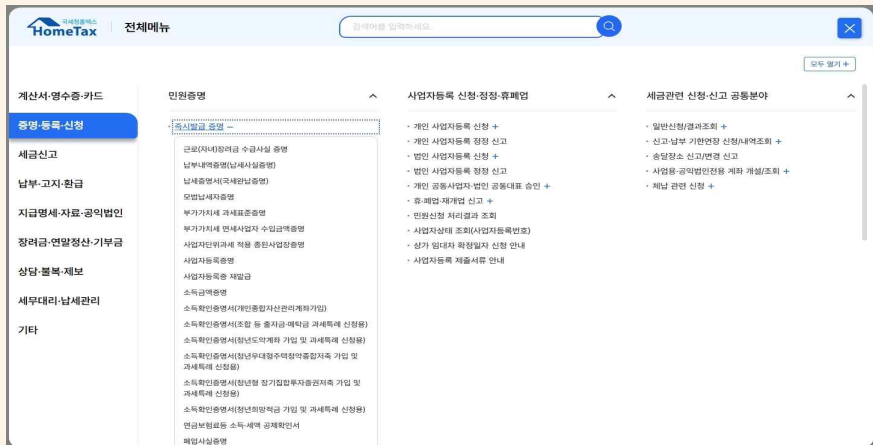 국세청홈택스
HomeTax
전체메뉴
검색어를 입력하세요.
모두 열기 +
계산서·영수증·카드
증명·등록·신청
세금신고
납부·고지·환급
지급명세·자료·공익법인
장려금·연말정산·기부금
상담·불복·제보
세무대리·납세관리
기타
민원증명
즉시발급 증명 −
근로(자녀)장려금 수급사실 증명
납부내역증명(납세사실증명)
납세증명서(국세완납증명)
모범납세자증명
부가가치세 과세표준증명
부가가치세 면세사업자 수입금액증명
사업자단위과세 적용 종된사업장증명
사업자등록증명
사업자등록증 재발급
소득금액증명
소득확인증명서(개인종합자산관리계좌가입)
소득확인증명서(조합 등 출자금·예탁금 과세특례 신청용)
소득확인증명서(청년도약계좌 가입 및 과세특례 신청용)
소득확인증명서(청년우대형주택청약종합저축 가입 및
과세특례 신청용)
소득확인증명서(청년형 장기집합투자증권저축 가입 및
과세특례 신청용)
소득확인증명서(청년희망적금 가입 및 과세특례 신청용)
연금보험료등 소득·세액 공제확인서
폐업사실증명
사업자등록 신청·정정·휴폐업
· 개인 사업자등록 신청 +
· 개인 사업자등록 정정 신고
· 법인 사업자등록 신청 +
· 법인 사업자등록 정정 신고
· 개인 공동사업자·법인 공동대표 승인 +
· 휴·폐업·재개업 신고 +
· 민원신청 처리결과 조회
· 사업자상태 조회(사업자등록번호)
· 상가 임대차 확정일자 신청 안내
· 사업자등록 제출서류 안내
세금관련 신청·신고 공통분야
· 일반신청/결과조회 +
· 신고·납부 기한연장 신청/내역조회 +
· 송달장소 신고/변경 신고
· 사업용·공익법인전용 계좌 개설/조회 +
· 체납 관련 신청 +